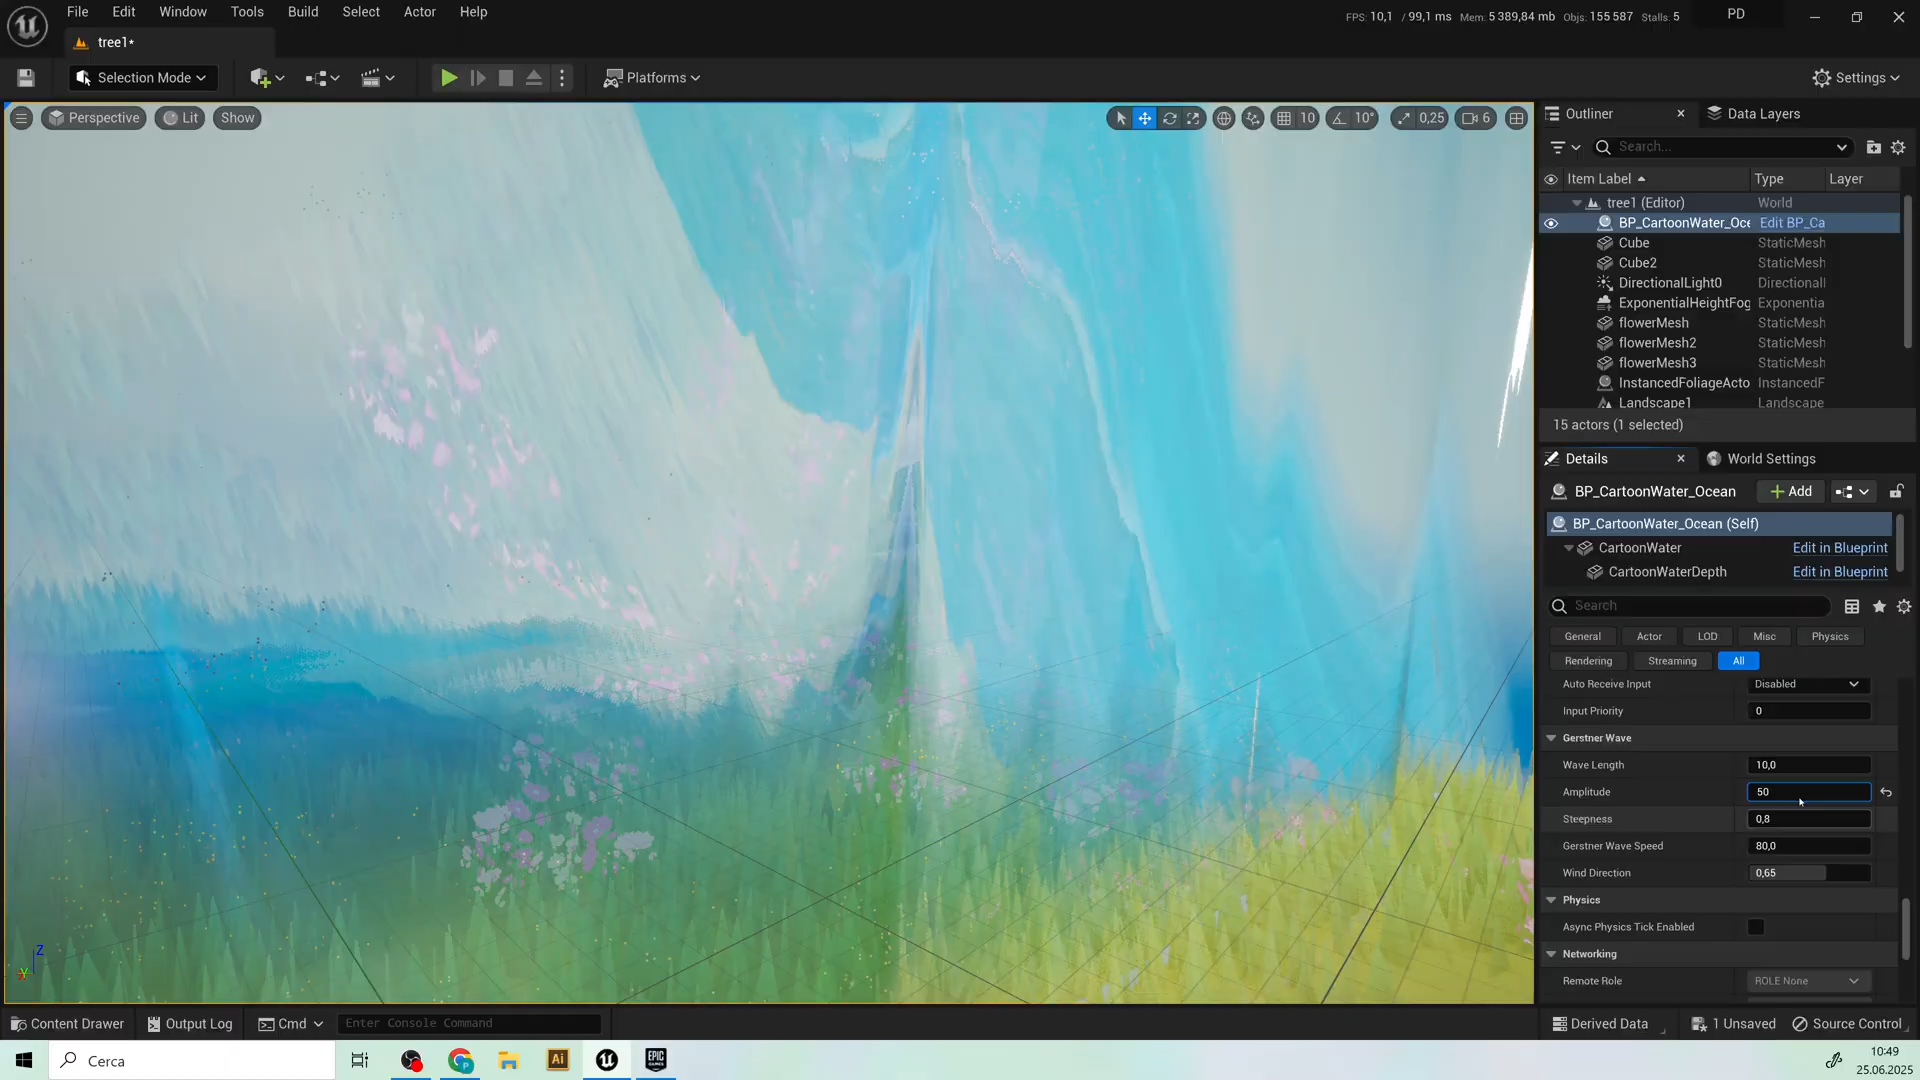 File Edit Window Tools Build Select Actor Help
FPS: 10,1 / 99,1 ms Mem: 5 389,84 mb Objs: 155 587 Stalls: 5 PD
tree1*
Selection Mode Platforms Settings
Perspective Lit Show 10 10° 0,25 6
Outliner Data Layers
Search...
Item Label Type Layer
tree1 (Editor) World
BP_CartoonWater_Oce Edit BP_Ca
Cube StaticMesh
Cube2 StaticMesh
DirectionalLight0 Directionall
ExponentialHeightFog Exponentia
flowerMesh StaticMesh
flowerMesh2 StaticMesh
flowerMesh3 StaticMesh
InstancedFoliageActo InstancedF
Landscape1 Landscape
15 actors (1 selected)
Details World Settings
BP_CartoonWater_Ocean Add
BP_CartoonWater_Ocean (Self)
CartoonWater Edit in Blueprint
CartoonWaterDepth Edit in Blueprint
Search
General Actor LOD Misc Physics
Rendering Streaming All
Auto Receive Input Disabled
Input Priority 0
Gerstner Wave
Wave Length 10,0
Amplitude 50
Steepness 0,8
Gerstner Wave Speed 80,0
Wind Direction 0,65
Physics
Async Physics Tick Enabled
Networking
Remote Role ROLE None
Z
Y
Content Drawer Output Log Cmd Enter Console Command Derived Data 1 Unsaved Source Control
Cerca Ai EPIC GAMES 10:49
25.06.2025